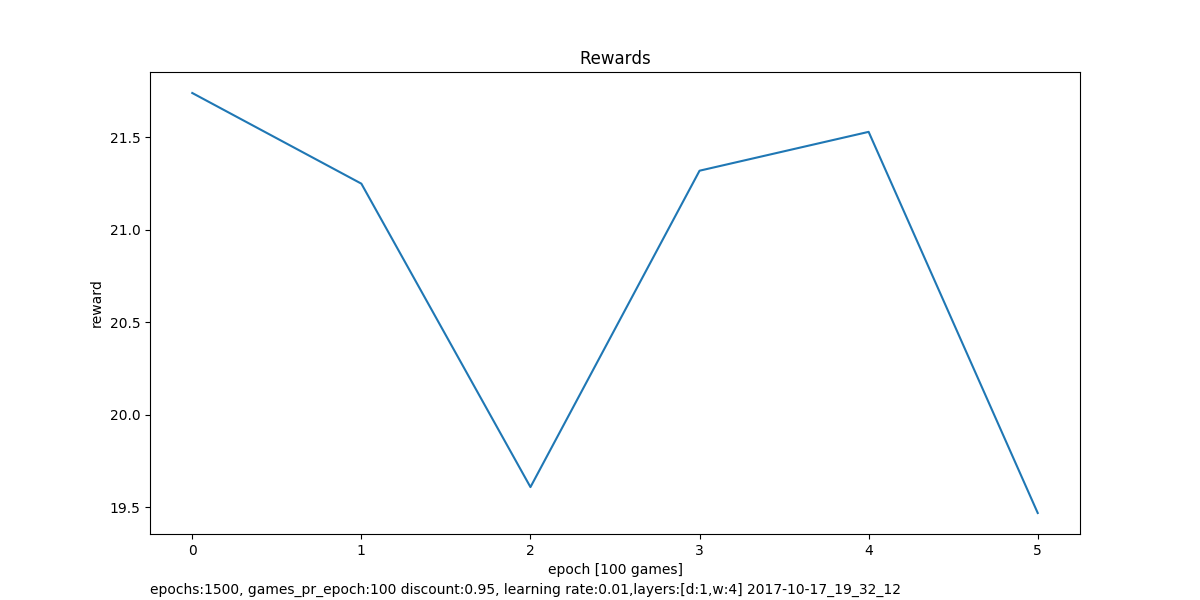 Rewards
21.5
21.0
20.5
20.0
19.5
reward
0 1 2 3 4 5
epoch [100 games]
epochs:1500, games_pr_epoch:100 discount:0.95, learning rate:0.01,layers:[d:1,w:4] 2017-10-17_19_32_12